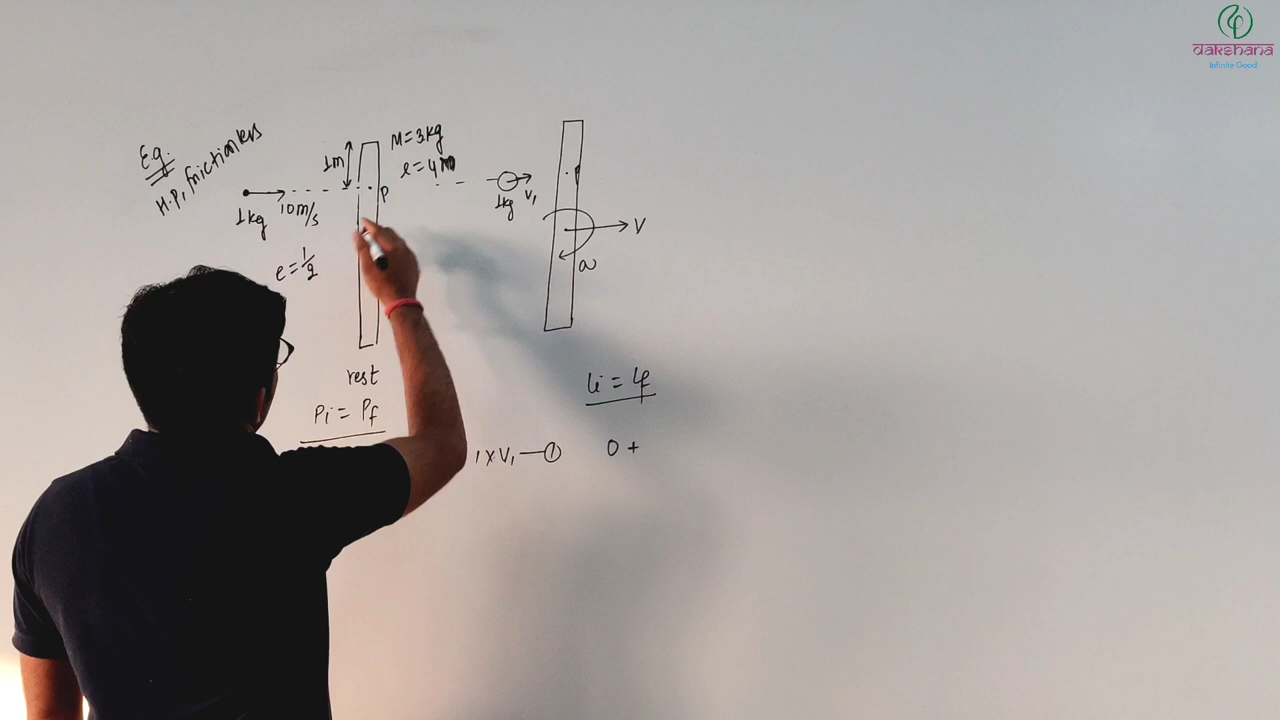 Eg.
H.P, frictionless
1m
M=3kg
l=4m
1kg
10m/s
P
e=1/2
rest
Pi = Pf
1kg
v1
P
V
ω
Li = Lf
1×V1 —①
0 +
dakshana
Infinite Good